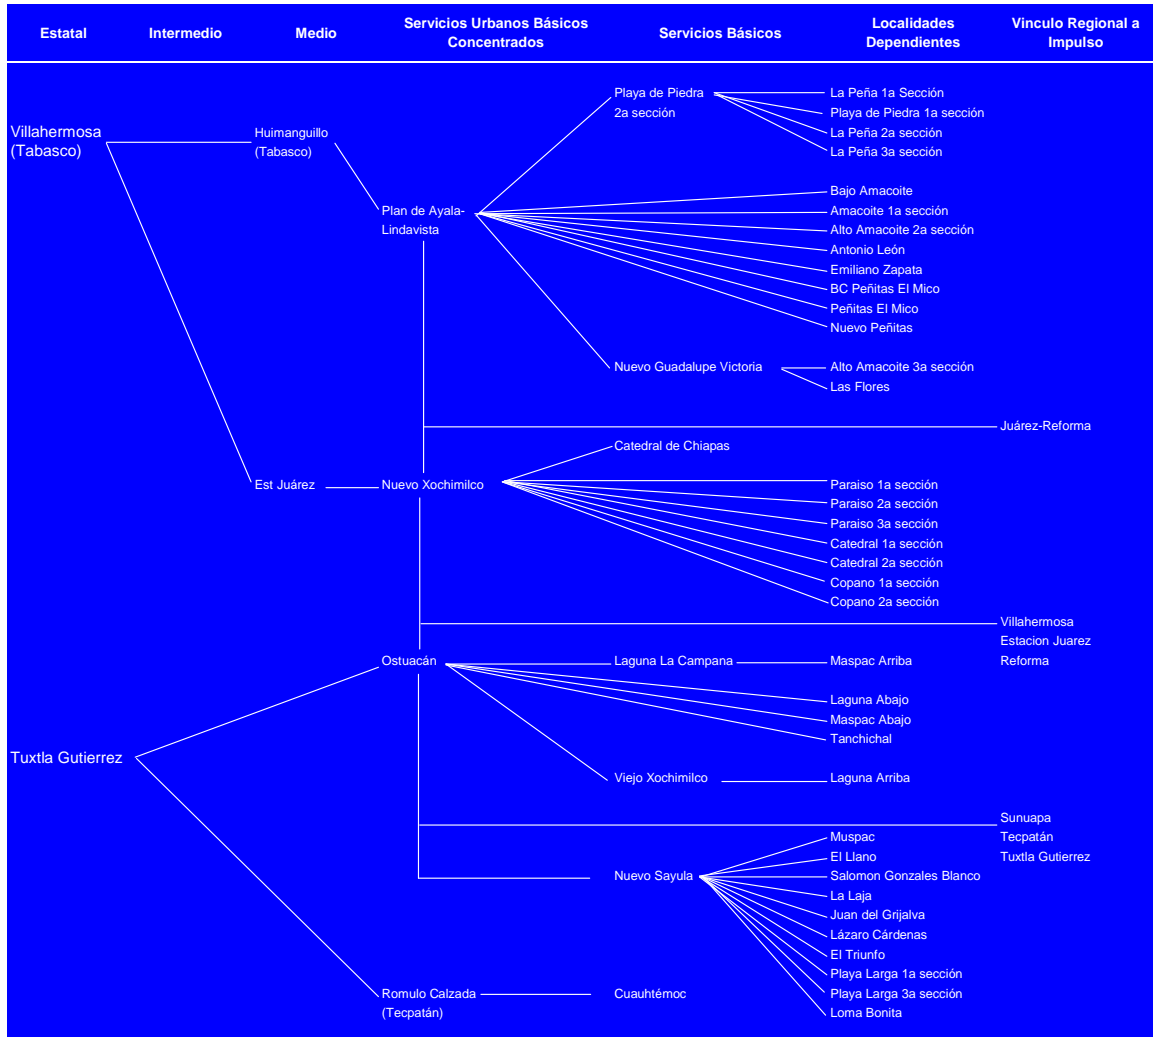 Estatal
Intermedio
Medio
Servicios Urbanos Básicos
Concentrados
Servicios Básicos
Localidades
Dependientes
Vinculo Regional a
Impulso
Villahermosa
(Tabasco)
Huimanguillo
(Tabasco)
Plan de Ayala-
Lindavista
Playa de Piedra
2a sección
La Peña 1a Sección
Playa de Piedra 1a sección
La Peña 2a sección
La Peña 3a sección
Bajo Amacoite
Amacoite 1a sección
Alto Amacoite 2a sección
Antonio León
Emiliano Zapata
BC Peñitas El Mico
Peñitas El Mico
Nuevo Peñitas
Nuevo Guadalupe Victoria
Alto Amacoite 3a sección
Las Flores
Juárez-Reforma
Catedral de Chiapas
Est Juárez
Nuevo Xochimilco
Paraiso 1a sección
Paraiso 2a sección
Paraiso 3a sección
Catedral 1a sección
Catedral 2a sección
Copano 1a sección
Copano 2a sección
Villahermosa
Estacion Juarez
Reforma
Ostuacán
Laguna La Campana
Maspac Arriba
Laguna Abajo
Maspac Abajo
Tanchichal
Tuxtla Gutierrez
Viejo Xochimilco
Laguna Arriba
Sunuapa
Tecpatán
Tuxtla Gutierrez
Nuevo Sayula
Muspac
El Llano
Salomon Gonzales Blanco
La Laja
Juan del Grijalva
Lázaro Cárdenas
El Triunfo
Playa Larga 1a sección
Playa Larga 3a sección
Loma Bonita
Romulo Calzada
(Tecpatán)
Cuauhtémoc